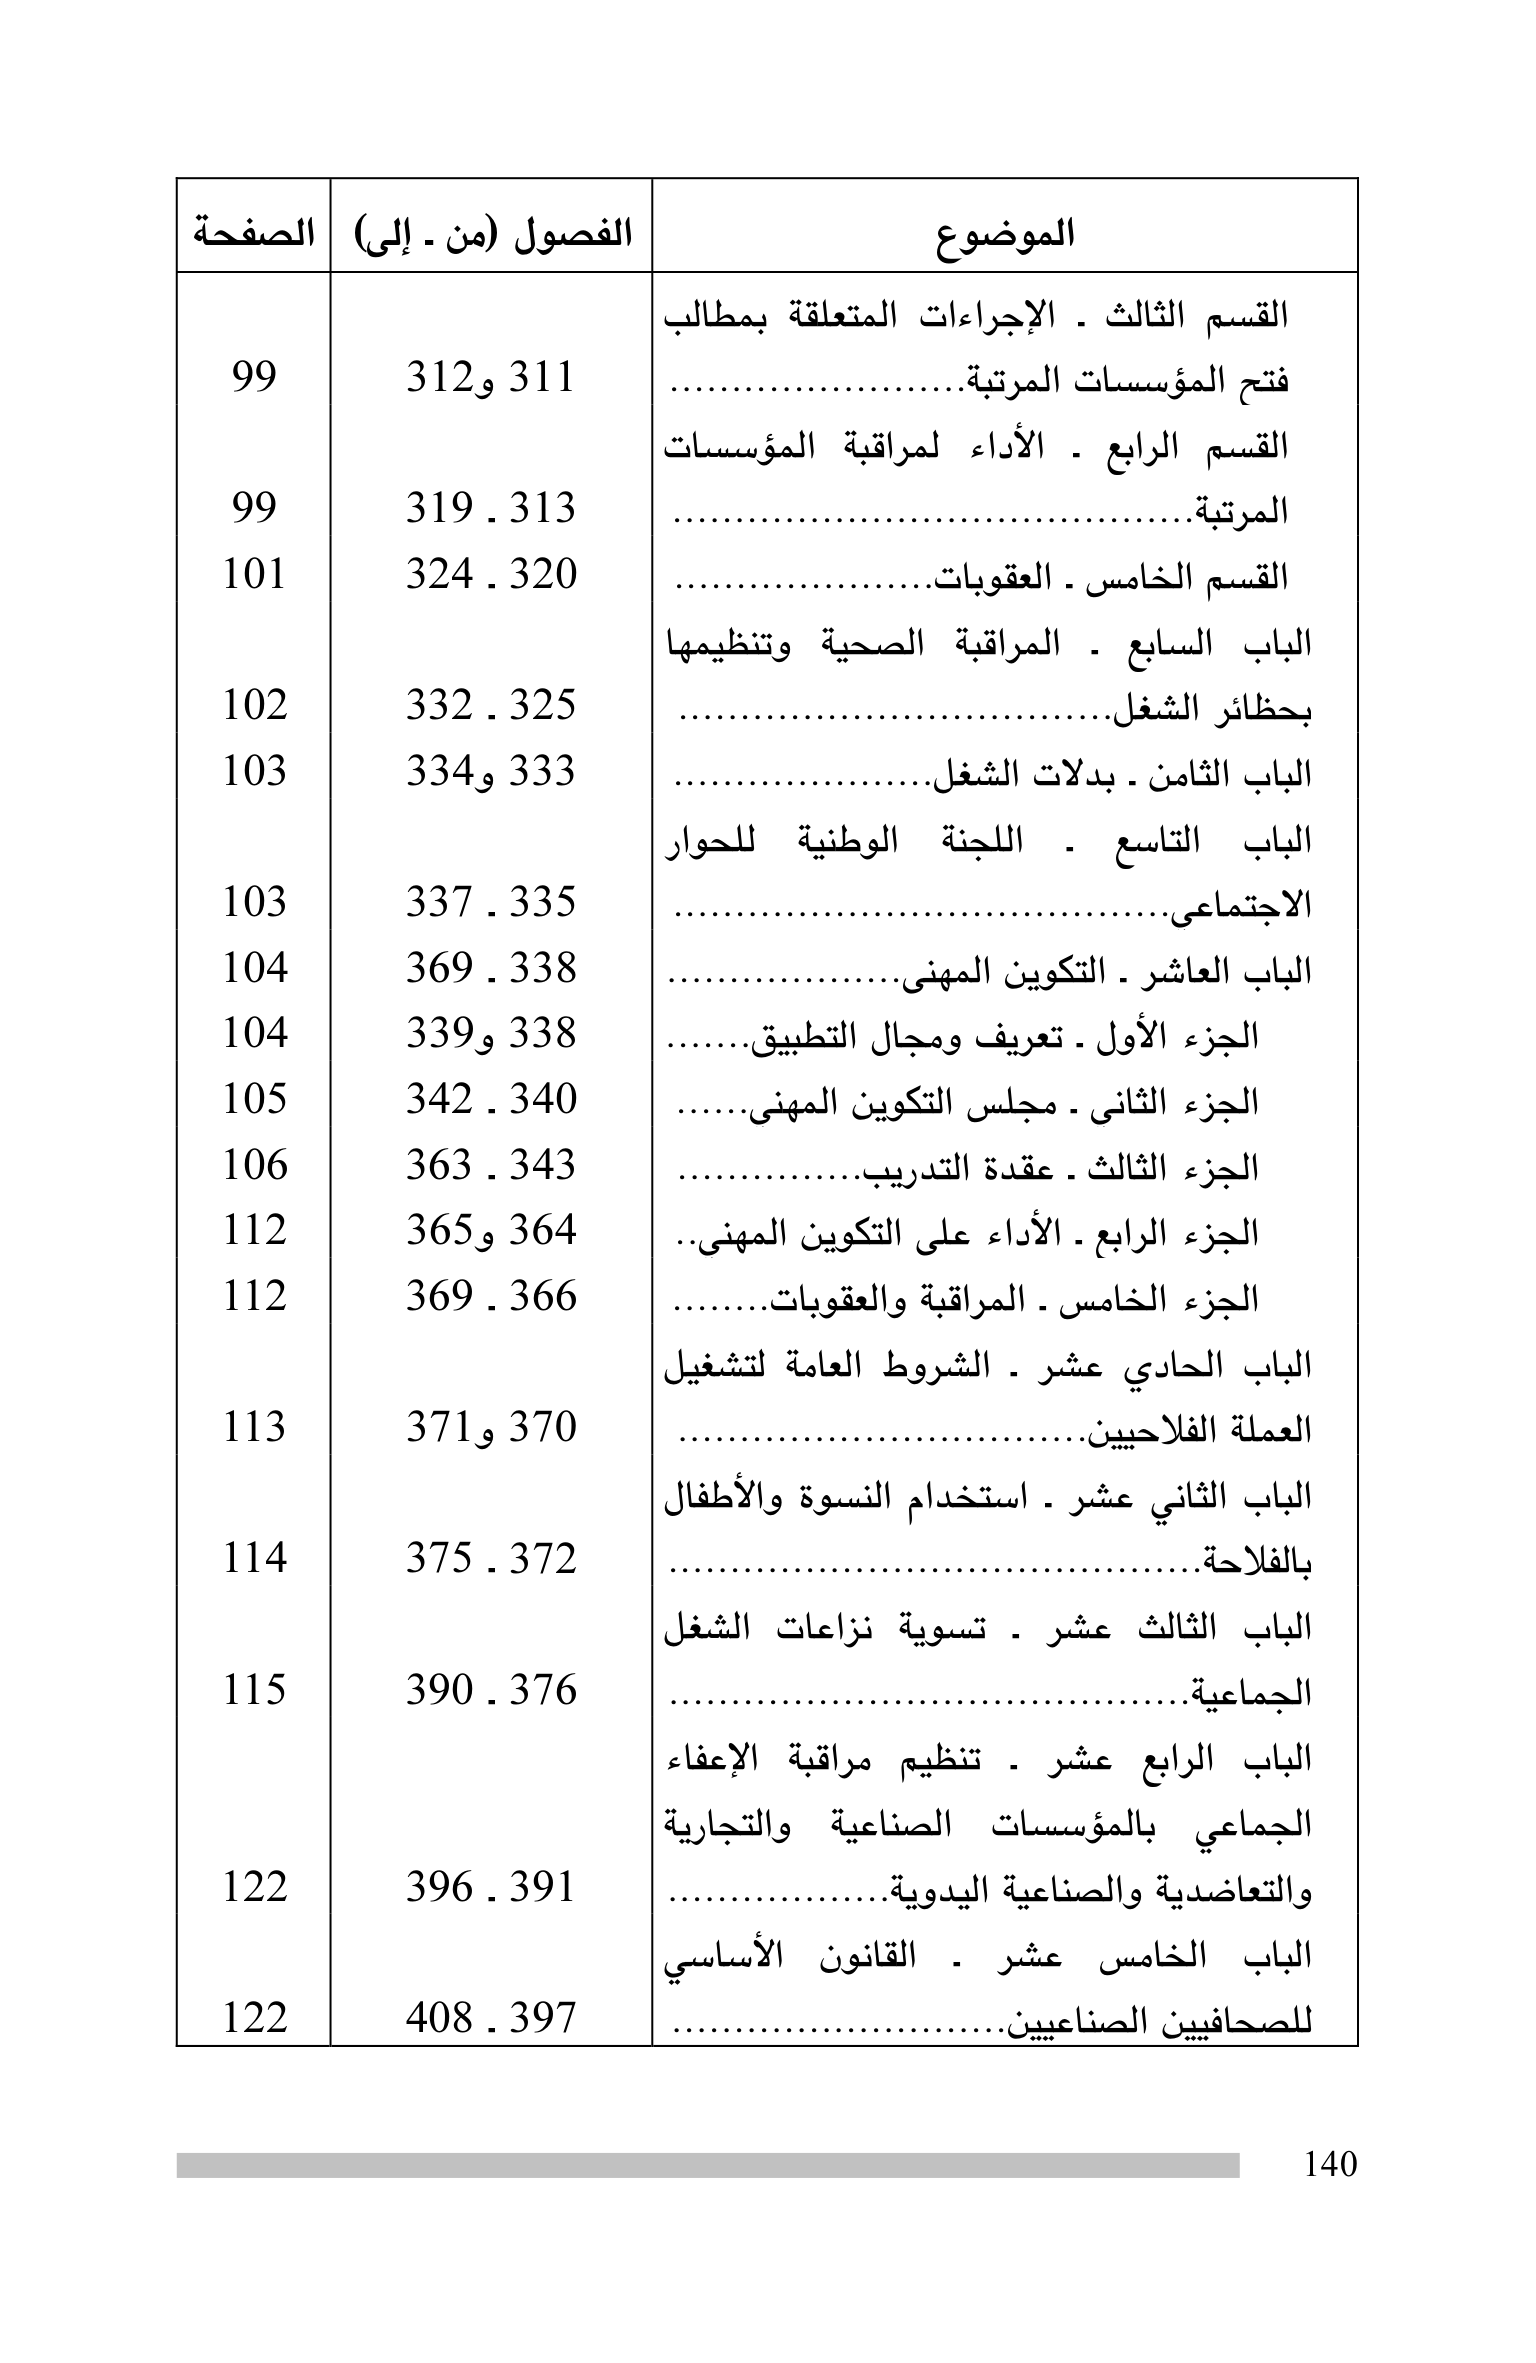 الموضوع الفصول (من ـ إلى) الصفحة
القسم الثالث ـ الإجراءات المتعلقة بمطالب
فتح المؤسسات المرتبة........................ 311 و312 99
القسم الرابع ـ الأداء لمراقبة المؤسسات
المرتبة.......................................... 313 ـ 319 99
القسم الخامس ـ العقوبات..................... 320 ـ 324 101
الباب السابع ـ المراقبة الصحية وتنظيمها
بحظائر الشغل................................... 325 ـ 332 102
الباب الثامن ـ بدلات الشغل..................... 333 و334 103
الباب التاسع ـ اللجنة الوطنية للحوار
الاجتماعي........................................ 335 ـ 337 103
الباب العاشر ـ التكوين المهني................... 338 ـ 369 104
الجزء الأول ـ تعريف ومجال التطبيق....... 338 و339 104
الجزء الثاني ـ مجلس التكوين المهني...... 340 ـ 342 105
الجزء الثالث ـ عقدة التدريب............... 343 ـ 363 106
الجزء الرابع ـ الأداء على التكوين المهني.. 364 و365 112
الجزء الخامس ـ المراقبة والعقوبات........ 366 ـ 369 112
الباب الحادي عشر ـ الشروط العامة لتشغيل
العملة الفلاحيين................................. 370 و371 113
الباب الثاني عشر ـ استخدام النسوة والأطفال
بالفلاحة........................................... 372 ـ 375 114
الباب الثالث عشر ـ تسوية نزاعات الشغل
الجماعية.......................................... 376 ـ 390 115
الباب الرابع عشر ـ تنظيم مراقبة الإعفاء
الجماعي بالمؤسسات الصناعية والتجارية
والتعاضدية والصناعية اليدوية.................. 391 ـ 396 122
الباب الخامس عشر ـ القانون الأساسي
للصحافيين الصناعيين........................... 397 ـ 408 122
140